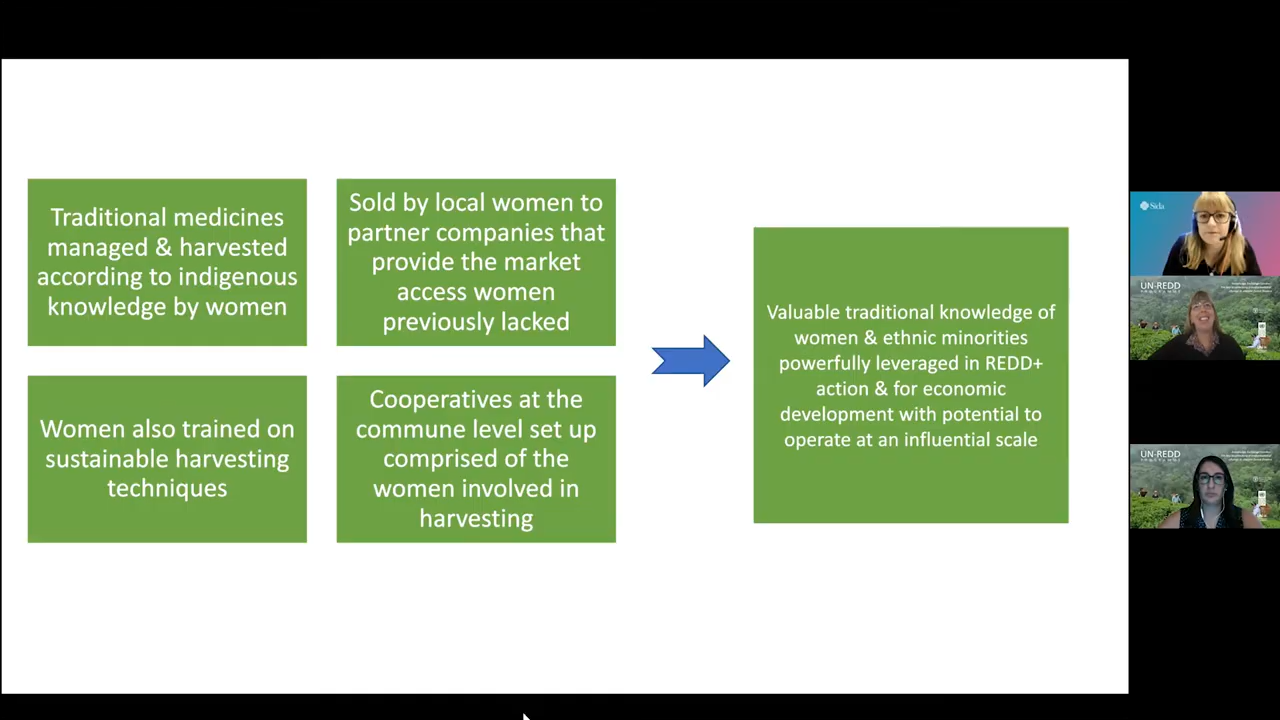 Traditional medicines
managed & harvested
according to indigenous
knowledge by women
Sold by local women to
partner companies that
provide the market
access women
previously lacked
Women also trained on
sustainable harvesting
techniques
Cooperatives at the
commune level set up
comprised of the
women involved in
harvesting
Valuable traditional knowledge of
women & ethnic minorities
powerfully leveraged in REDD+
action & for economic
development with potential to
operate at an influential scale
Sida
UN-REDD
PROGRAMME
UN-REDD
PROGRAMME